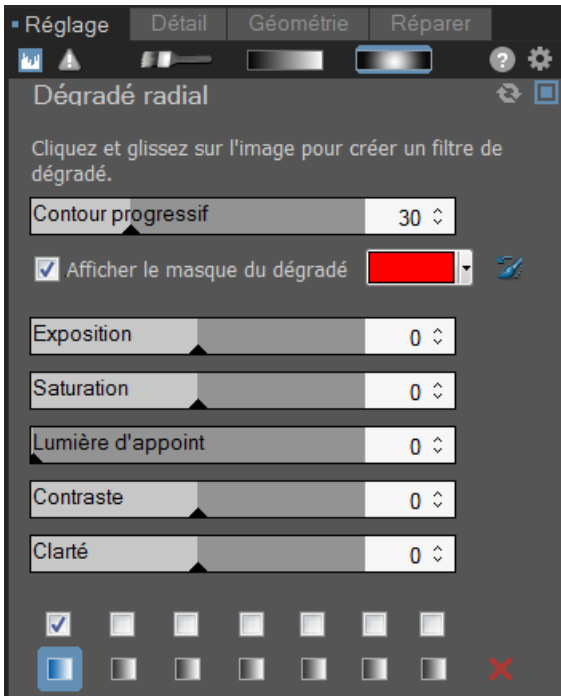 Réglage Détail Géométrie Réparer
Dégradé radial
Cliquez et glissez sur l'image pour créer un filtre de
dégradé.
Contour progressif 30
Afficher le masque du dégradé
Exposition 0
Saturation 0
Lumière d'appoint 0
Contraste 0
Clarté 0